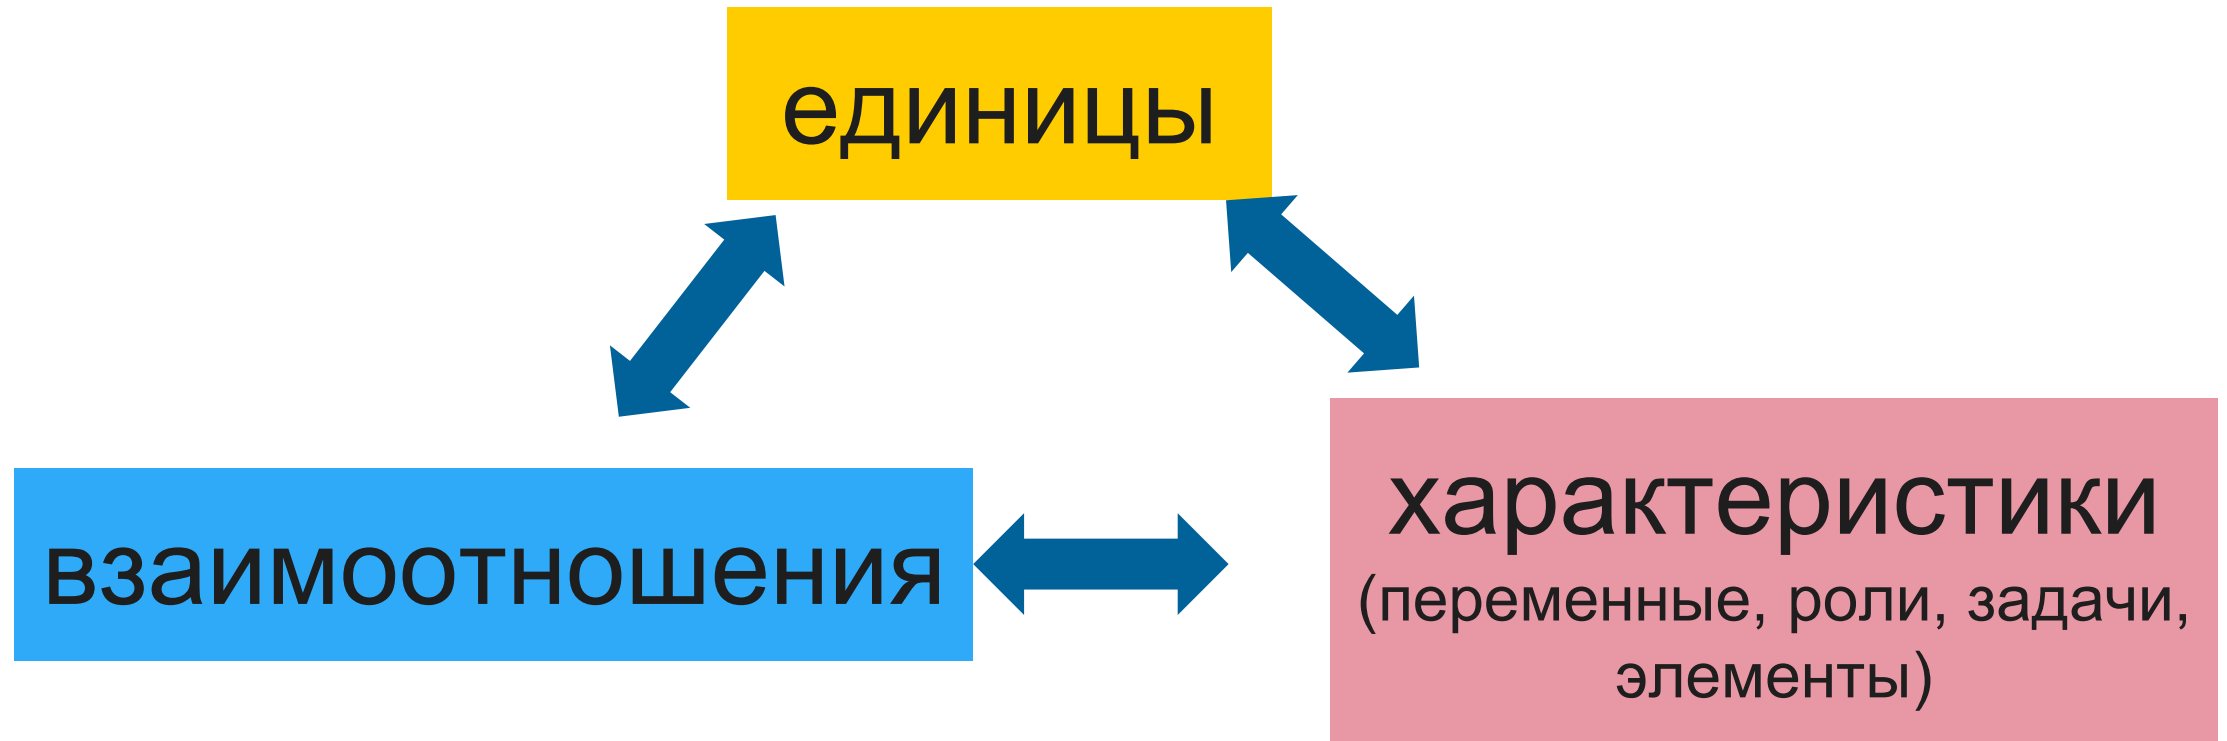 единицы
взаимоотношения
характеристики
(переменные, роли, задачи,
элементы)